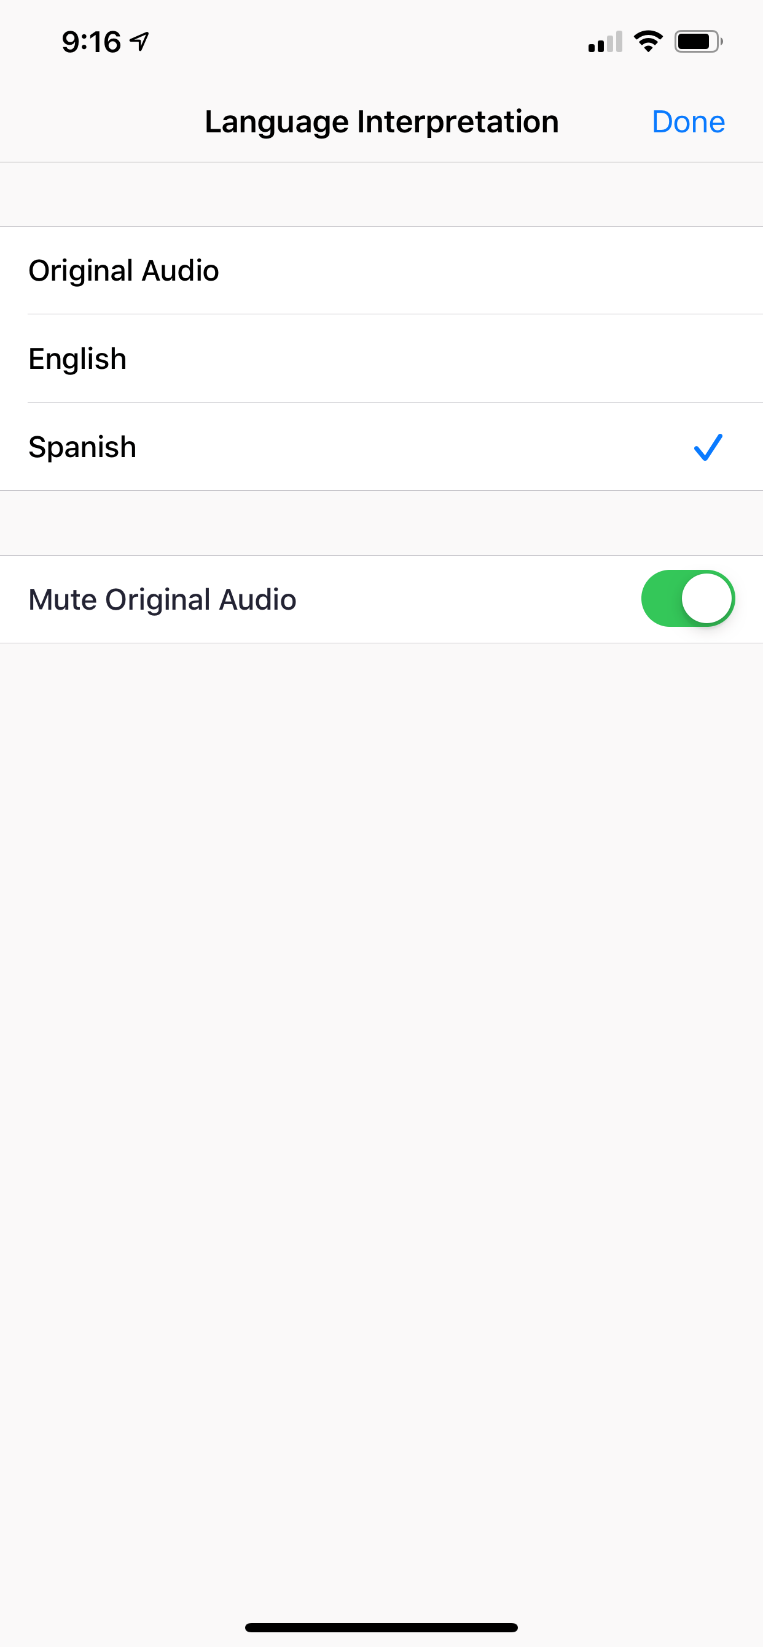 9:16
Language Interpretation
Done
Original Audio
English
Spanish
Mute Original Audio